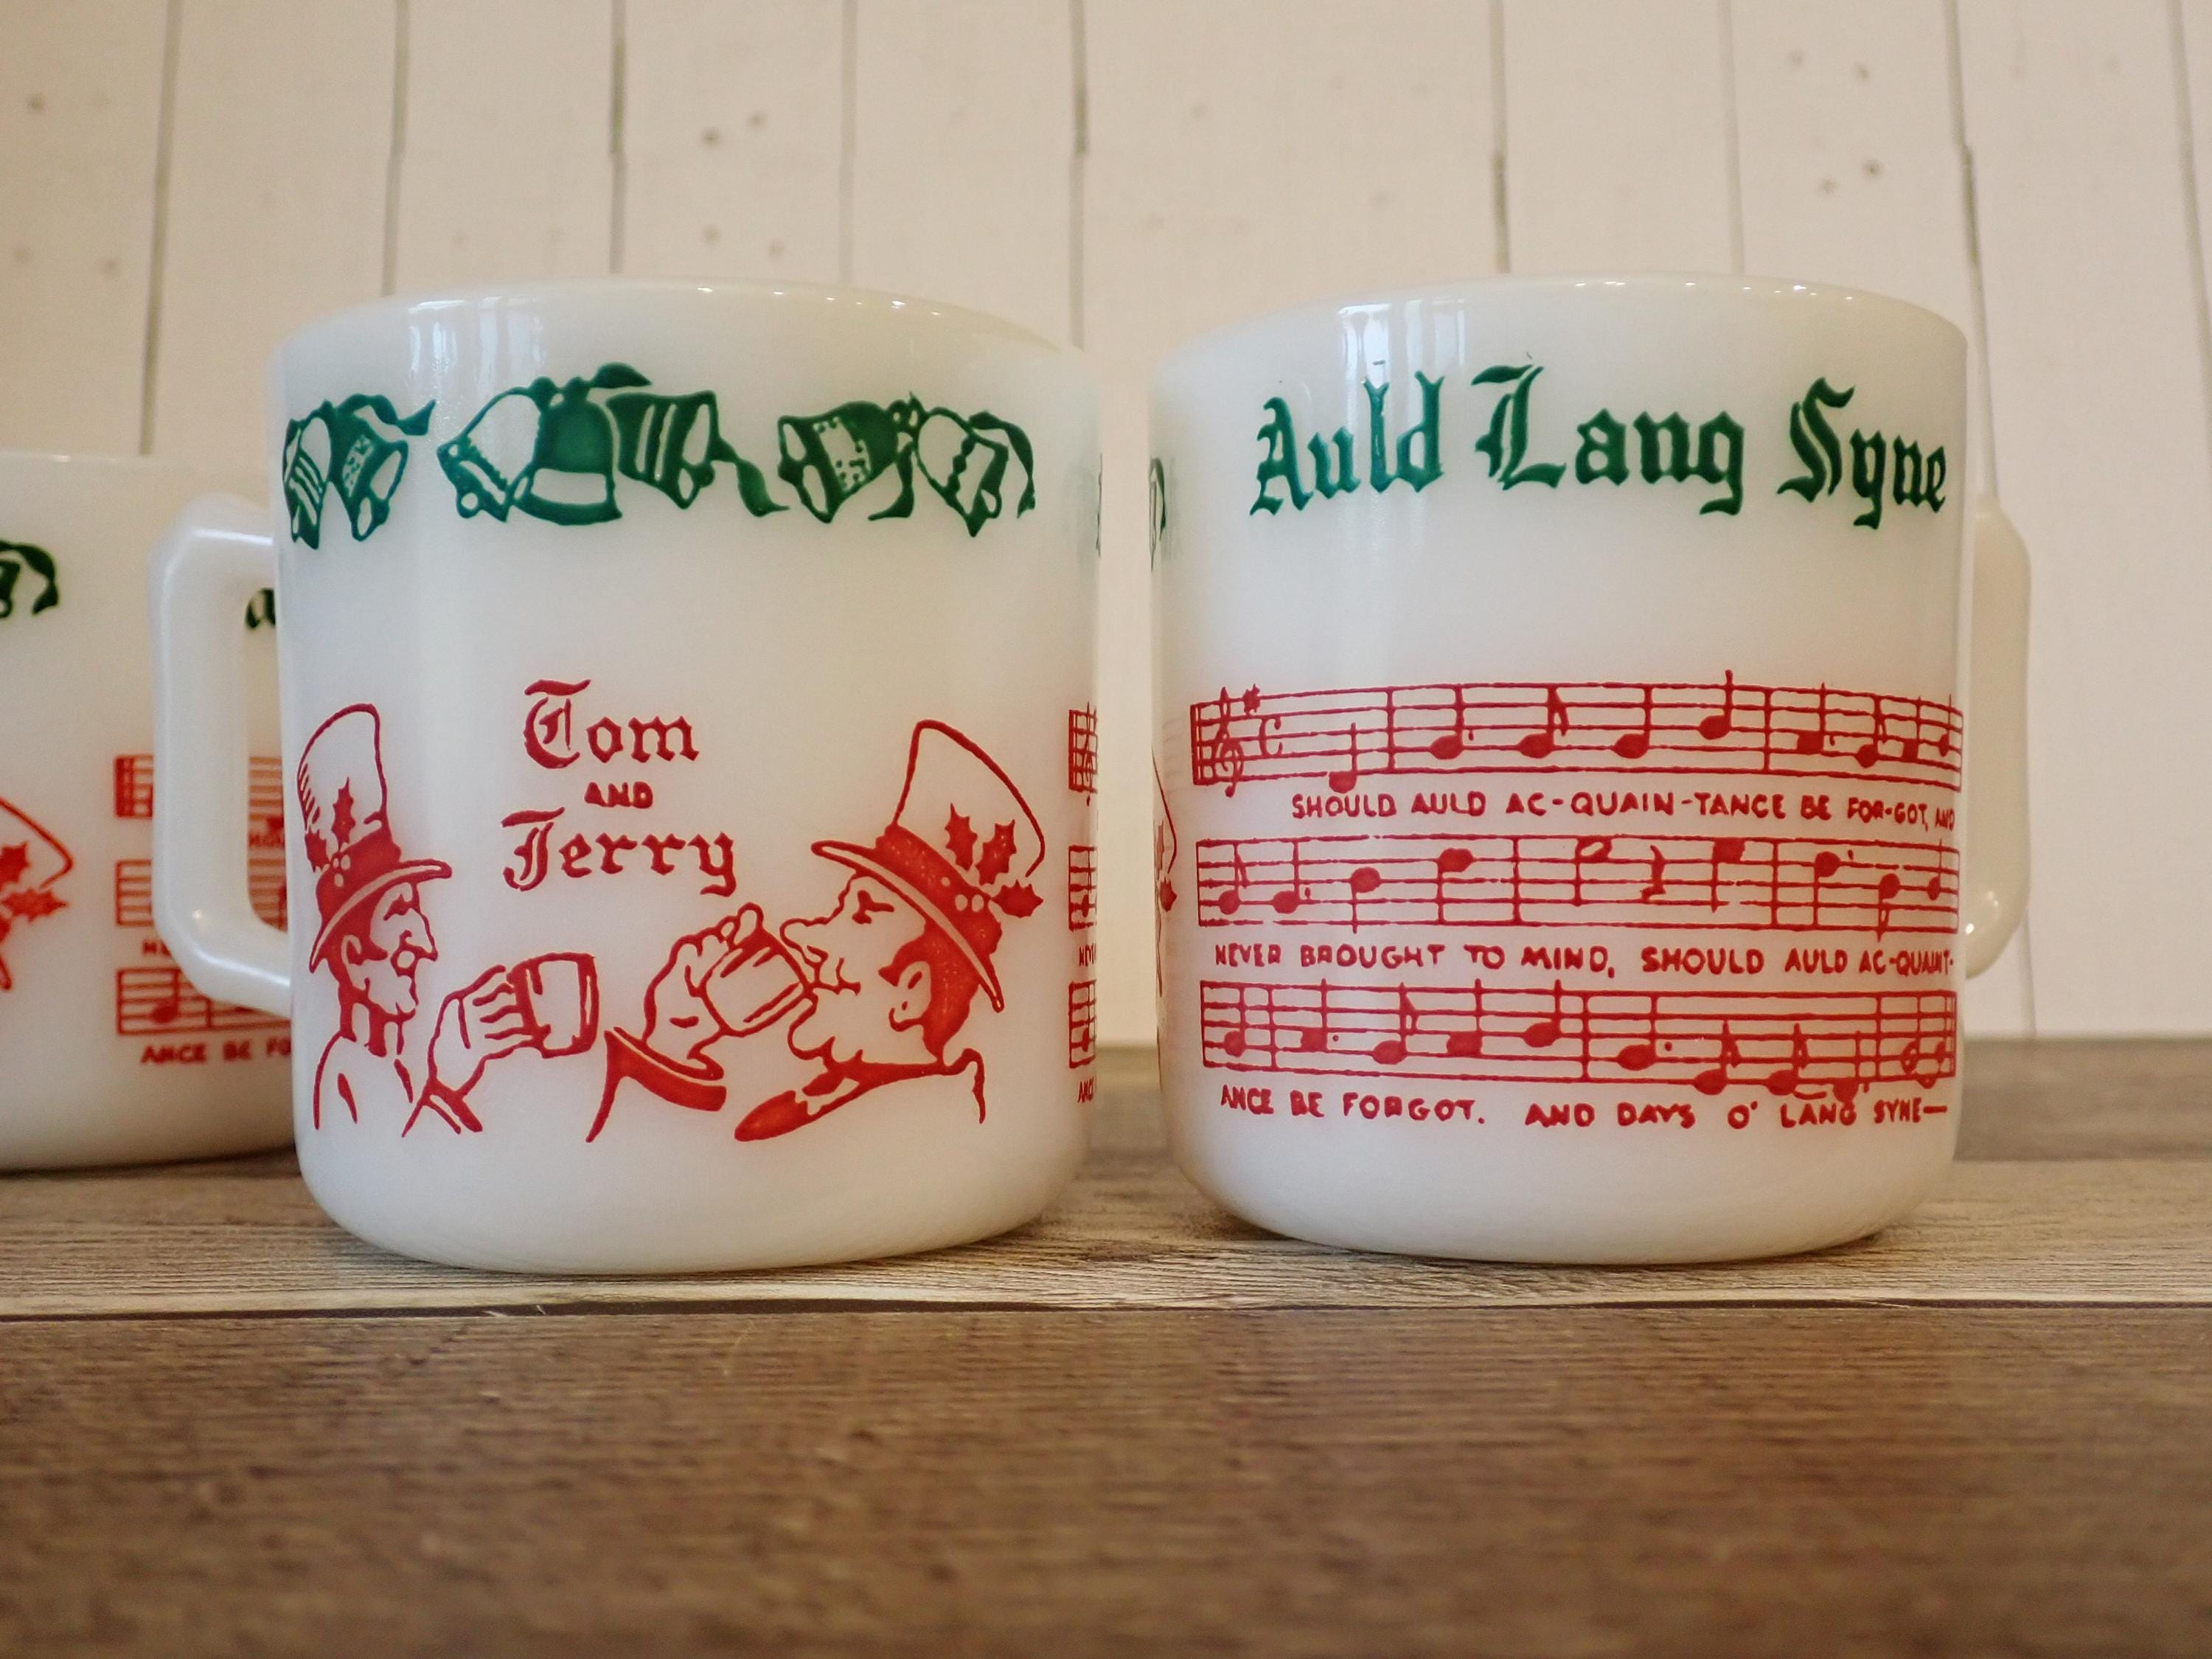 Tom
AND
Jerry
Auld Lang Syne
SHOULD AULD AC-QUAIN-TANCE BE FOR-GOT, AND
NEVER BROUGHT TO MIND, SHOULD AULD AC-QUAINT-
ANCE BE FORGOT. AND DAYS O' LANG SYNE—
ANCE BE FO